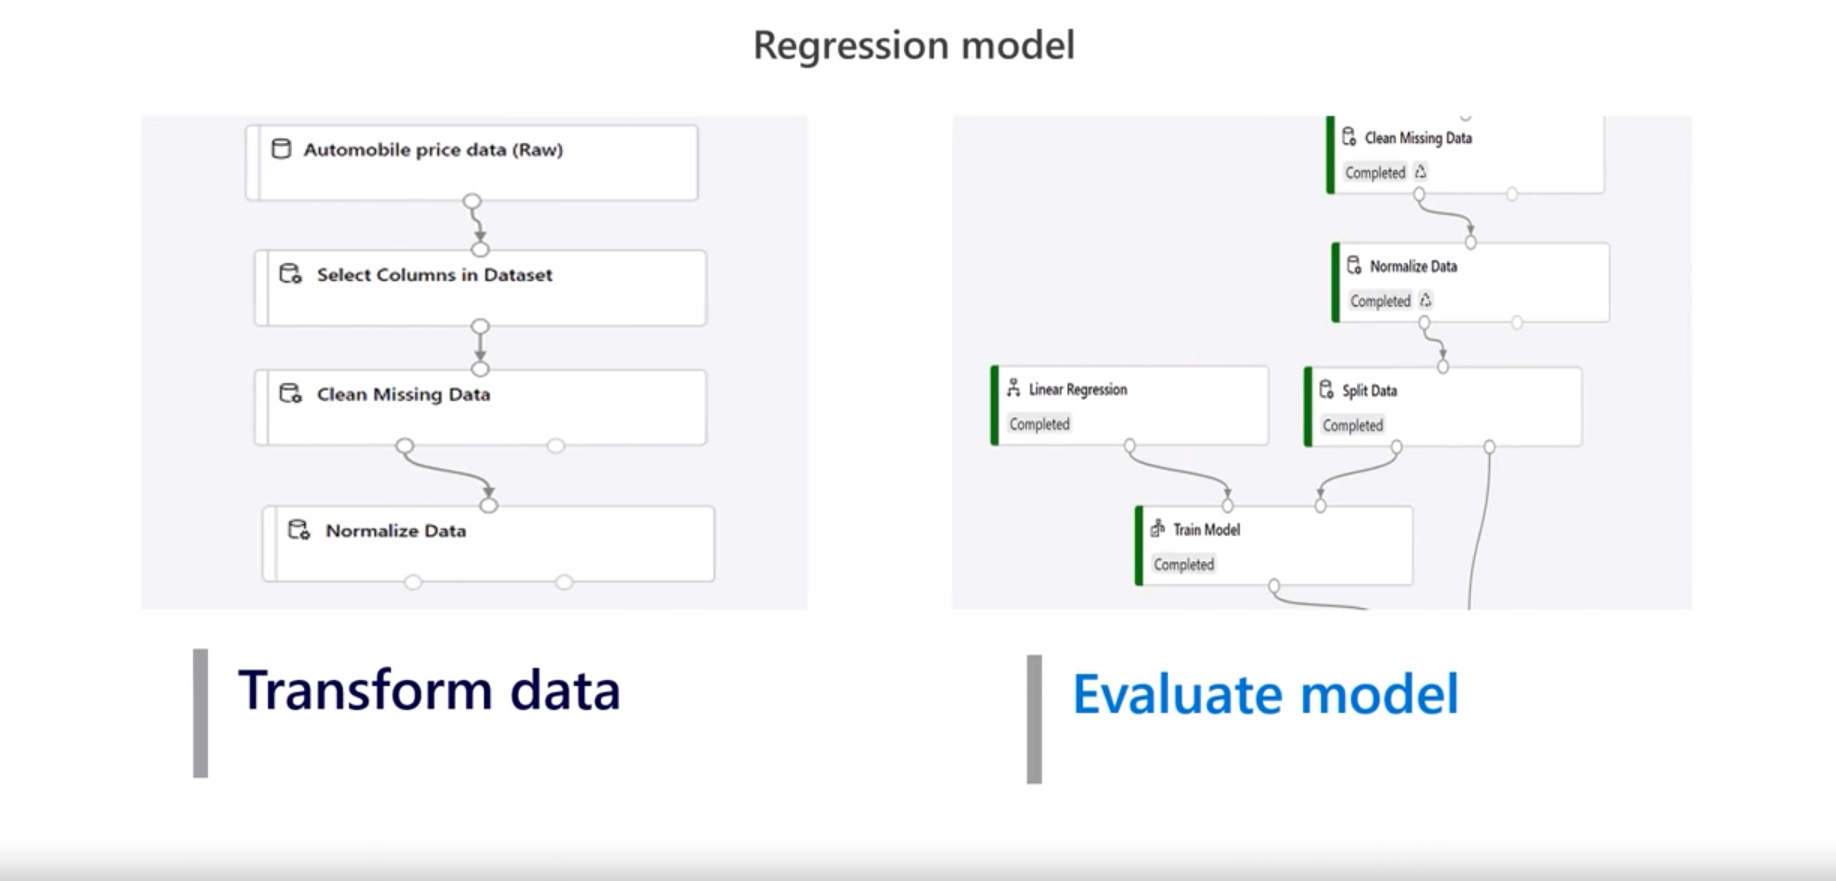 Regression model
Automobile price data (Raw)
Select Columns in Dataset
Clean Missing Data
Normalize Data
Clean Missing Data
Completed
Normalize Data
Completed
Linear Regression
Completed
Split Data
Completed
Train Model
Completed
Transform data
Evaluate model